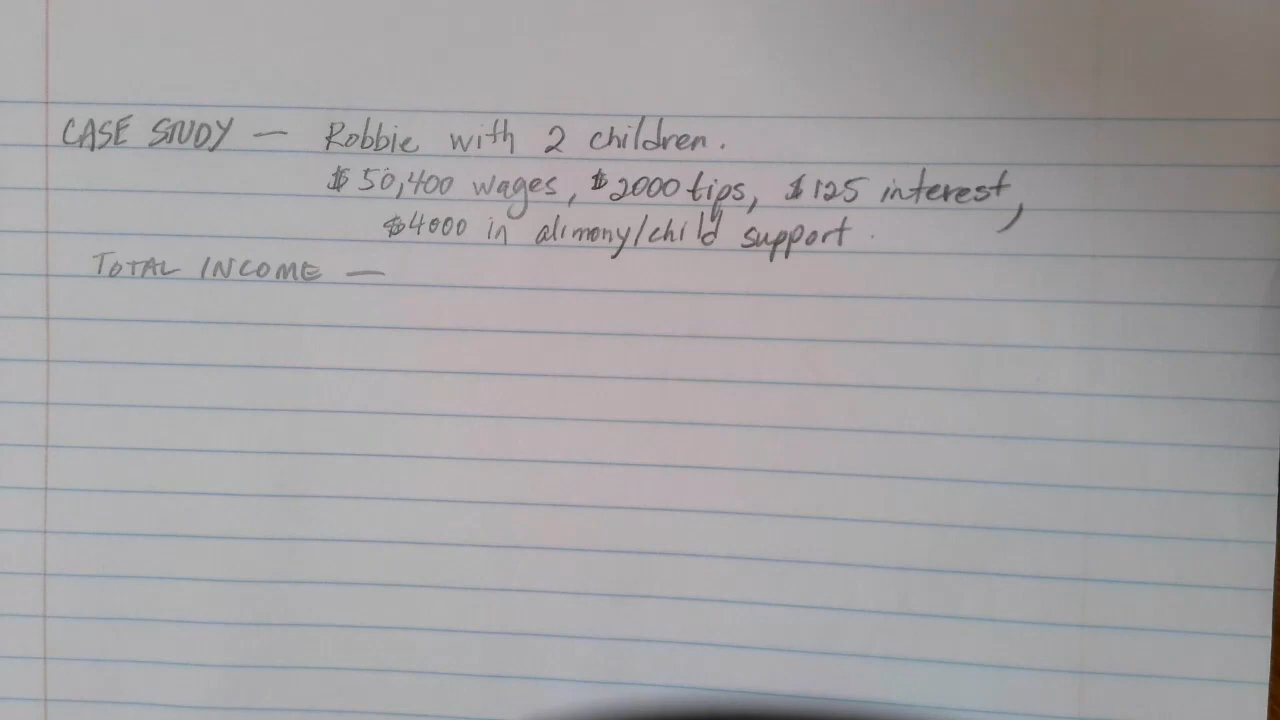 CASE STUDY — Robbie with 2 children.
$50,400 wages, $2000 tips, $125 interest,
$4000 in alimony/child support.
TOTAL INCOME —